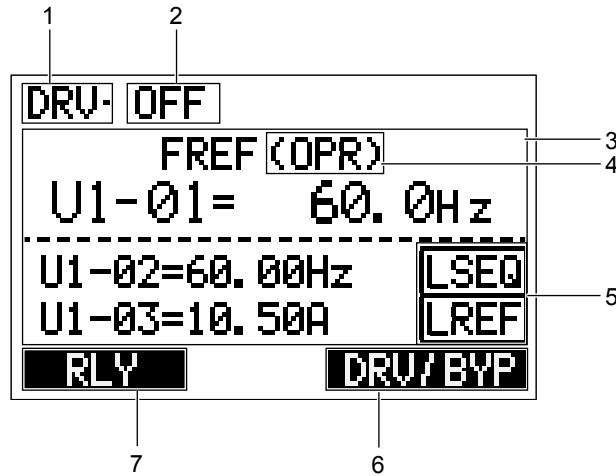 1 2
DRV· OFF
3
FREF (OPR)
4
U1-01= 60. 0Hz
U1-02=60. 00Hz LSEQ
5
U1-03=10. 50A LREF
RLY DRV/BYP
7 6